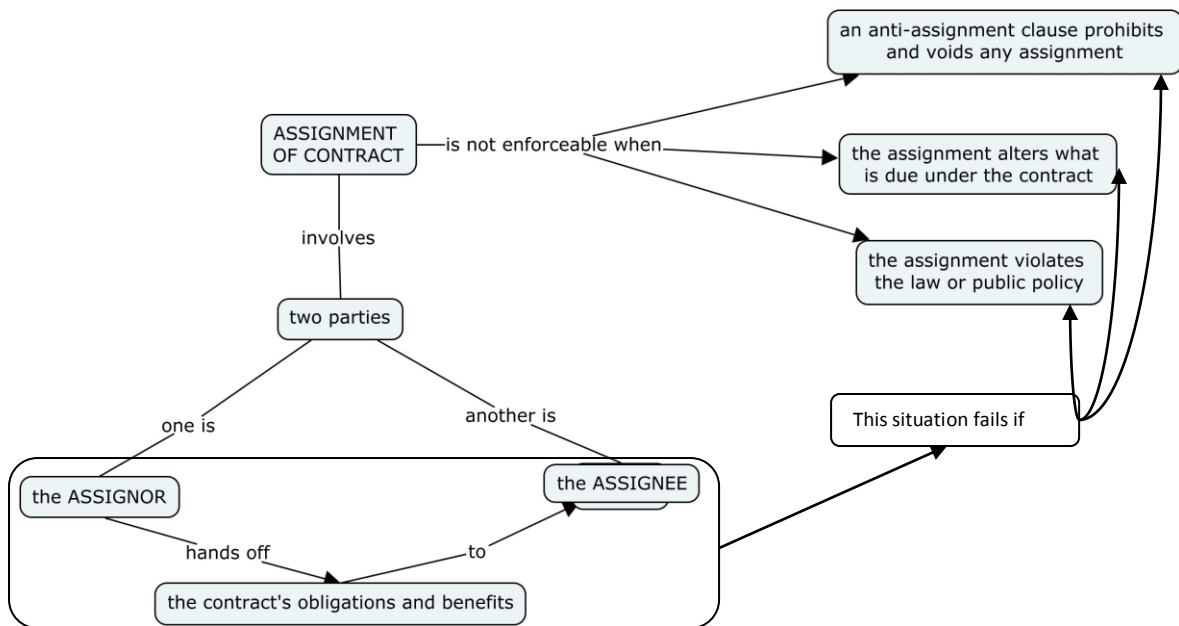 an anti-assignment clause prohibits
and voids any assignment
ASSIGNMENT
OF CONTRACT
is not enforceable when
the assignment alters what
is due under the contract
involves
the assignment violates
the law or public policy
two parties
one is
another is
This situation fails if
the ASSIGNOR
the ASSIGNEE
hands off
to
the contract's obligations and benefits